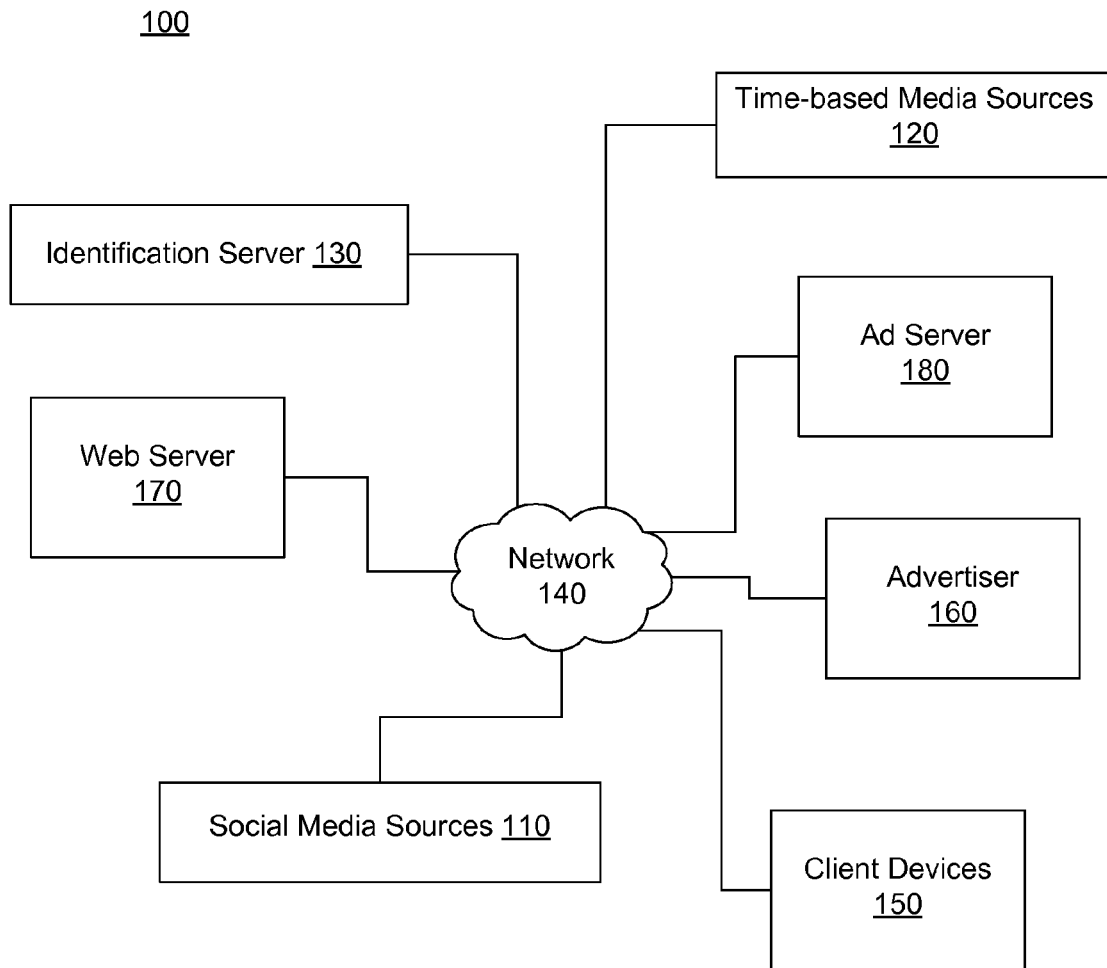 100
Time-based Media Sources
120
Identification Server 130
Ad Server
180
Web Server
170
Network
140
Advertiser
160
Social Media Sources 110
Client Devices
150